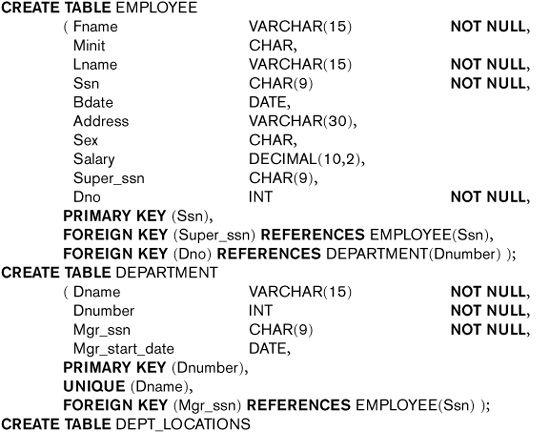 CREATE TABLE EMPLOYEE
( Fname VARCHAR(15) NOT NULL,
Minit CHAR,
Lname VARCHAR(15) NOT NULL,
Ssn CHAR(9) NOT NULL,
Bdate DATE,
Address VARCHAR(30),
Sex CHAR,
Salary DECIMAL(10,2),
Super_ssn CHAR(9),
Dno INT NOT NULL,
PRIMARY KEY (Ssn),
FOREIGN KEY (Super_ssn) REFERENCES EMPLOYEE(Ssn),
FOREIGN KEY (Dno) REFERENCES DEPARTMENT(Dnumber) );
CREATE TABLE DEPARTMENT
( Dname VARCHAR(15) NOT NULL,
Dnumber INT NOT NULL,
Mgr_ssn CHAR(9) NOT NULL,
Mgr_start_date DATE,
PRIMARY KEY (Dnumber),
UNIQUE (Dname),
FOREIGN KEY (Mgr_ssn) REFERENCES EMPLOYEE(Ssn) );
CREATE TABLE DEPT_LOCATIONS